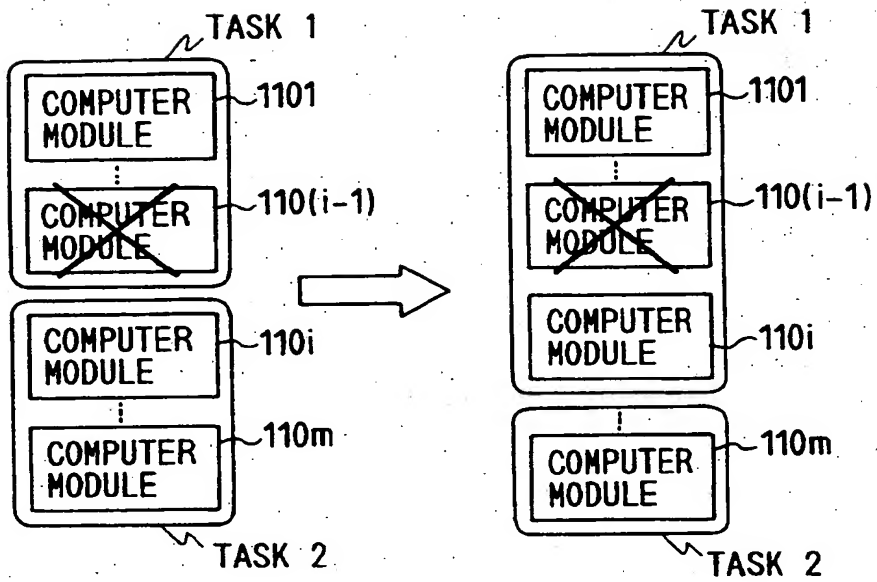 TASK 1
COMPUTER MODULE
1101
COMPUTER MODULE
110(i-1)
COMPUTER MODULE
110i
COMPUTER MODULE
110m
TASK 2
TASK 1
COMPUTER MODULE
1101
COMPUTER MODULE
110(i-1)
COMPUTER MODULE
110i
COMPUTER MODULE
110m
TASK 2